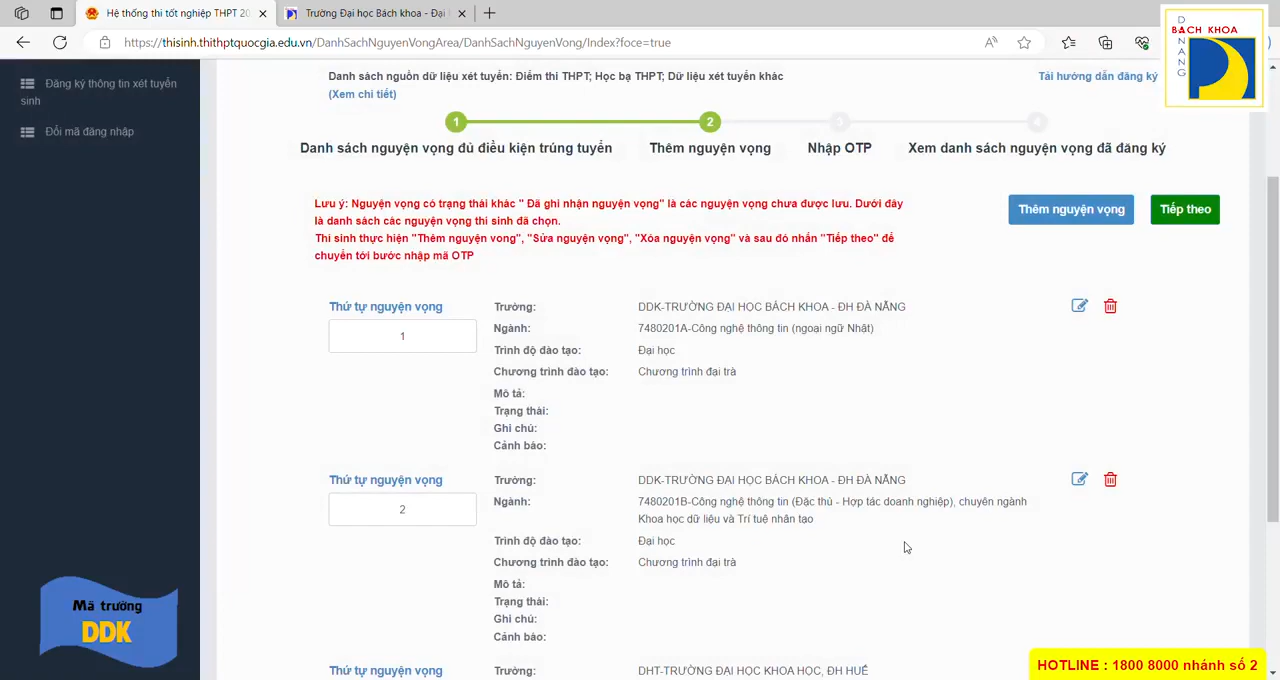 Hệ thống thi tốt nghiệp THPT 20
Trường Đại học Bách khoa - Đại
https://thisinh.thithptquocgia.edu.vn/DanhSachNguyenVongArea/DanhSachNguyenVong/Index?foce=true
DANANG
BÁCH KHOA
Đăng ký thông tin xét tuyển
sinh
Đổi mã đăng nhập
Danh sách nguồn dữ liệu xét tuyển: Điểm thi THPT; Học bạ THPT; Dữ liệu xét tuyển khác
(Xem chi tiết)
Tải hướng dẫn đăng ký
1
2
3
4
Danh sách nguyện vọng đủ điều kiện trúng tuyển
Thêm nguyện vọng
Nhập OTP
Xem danh sách nguyện vọng đã đăng ký
Lưu ý: Nguyện vọng có trạng thái khác " Đã ghi nhận nguyện vọng" là các nguyện vọng chưa được lưu. Dưới đây
là danh sách các nguyện vọng thí sinh đã chọn.
Thí sinh thực hiện "Thêm nguyện vong", "Sửa nguyện vọng", "Xóa nguyện vọng" và sau đó nhấn "Tiếp theo" để
chuyển tới bước nhập mã OTP
Thêm nguyện vọng
Tiếp theo
Thứ tự nguyện vọng
1
Trường: DDK-TRƯỜNG ĐẠI HỌC BÁCH KHOA - ĐH ĐÀ NẴNG
Ngành: 7480201A-Công nghệ thông tin (ngoại ngữ Nhật)
Trình độ đào tạo: Đại học
Chương trình đào tạo: Chương trình đại trà
Mô tả:
Trạng thái:
Ghi chú:
Cảnh báo:
Thứ tự nguyện vọng
2
Trường: DDK-TRƯỜNG ĐẠI HỌC BÁCH KHOA - ĐH ĐÀ NẴNG
Ngành: 7480201B-Công nghệ thông tin (Đặc thù - Hợp tác doanh nghiệp), chuyên ngành
Khoa học dữ liệu và Trí tuệ nhân tạo
Trình độ đào tạo: Đại học
Chương trình đào tạo: Chương trình đại trà
Mô tả:
Trạng thái:
Ghi chú:
Cảnh báo:
Thứ tự nguyện vọng
Trường: DHT-TRƯỜNG ĐẠI HỌC KHOA HỌC, ĐH HUẾ
Mã trường
DDK
HOTLINE : 1800 8000 nhánh số 2